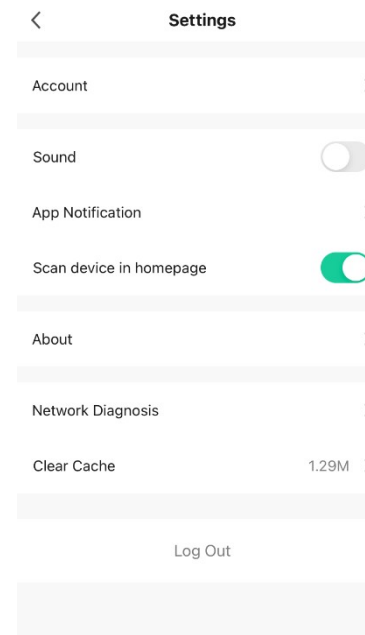 Settings
Account
Sound
App Notification
Scan device in homepage
About
Network Diagnosis
Clear Cache 1.29M
Log Out